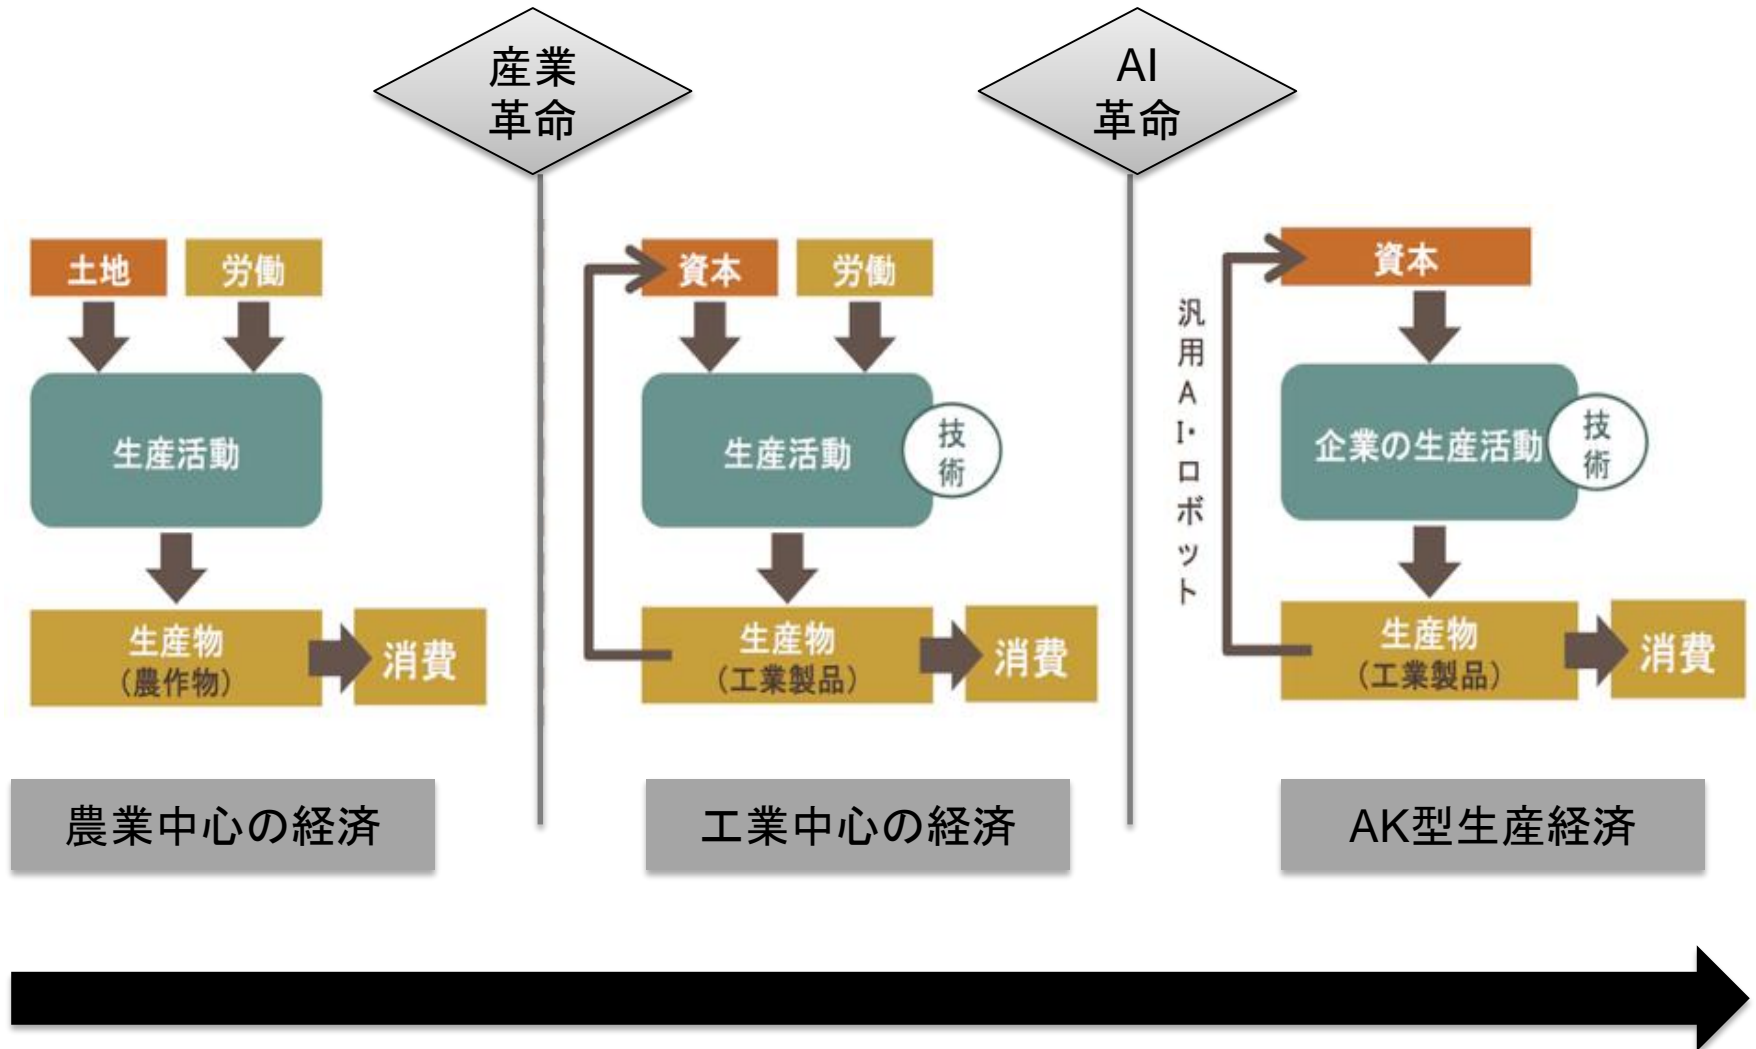 産業
革命
AI
革命
土地
労働
生産活動
生産物
(農作物)
消費
農業中心の経済
資本
労働
生産活動
技
術
生産物
(工業製品)
消費
工業中心の経済
汎用AI・ロボット
資本
企業の生産活動
技
術
生産物
(工業製品)
消費
AK型生産経済